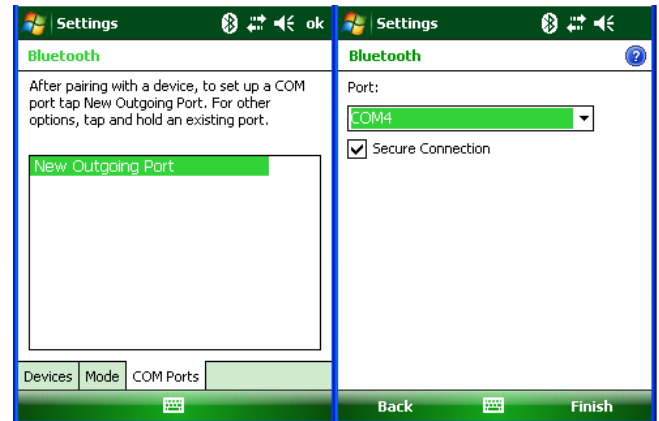 Settings ok
Bluetooth
After pairing with a device, to set up a COM
port tap New Outgoing Port. For other
options, tap and hold an existing port.
New Outgoing Port
Devices Mode COM Ports
Settings
Bluetooth ?
Port:
COM4
Secure Connection
Back Finish